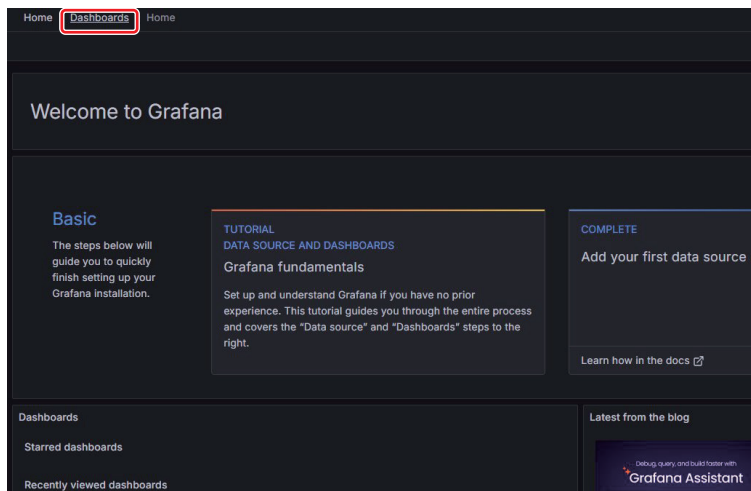 Home Dashboards Home
Welcome to Grafana
Basic
The steps below will
guide you to quickly
finish setting up your
Grafana installation.
TUTORIAL
DATA SOURCE AND DASHBOARDS
Grafana fundamentals
Set up and understand Grafana if you have no prior
experience. This tutorial guides you through the entire process
and covers the “Data source” and “Dashboards” steps to the
right.
COMPLETE
Add your first data source
Learn how in the docs
Dashboards
Starred dashboards
Recently viewed dashboards
Latest from the blog
Debug, query, and build faster with
Grafana Assistant